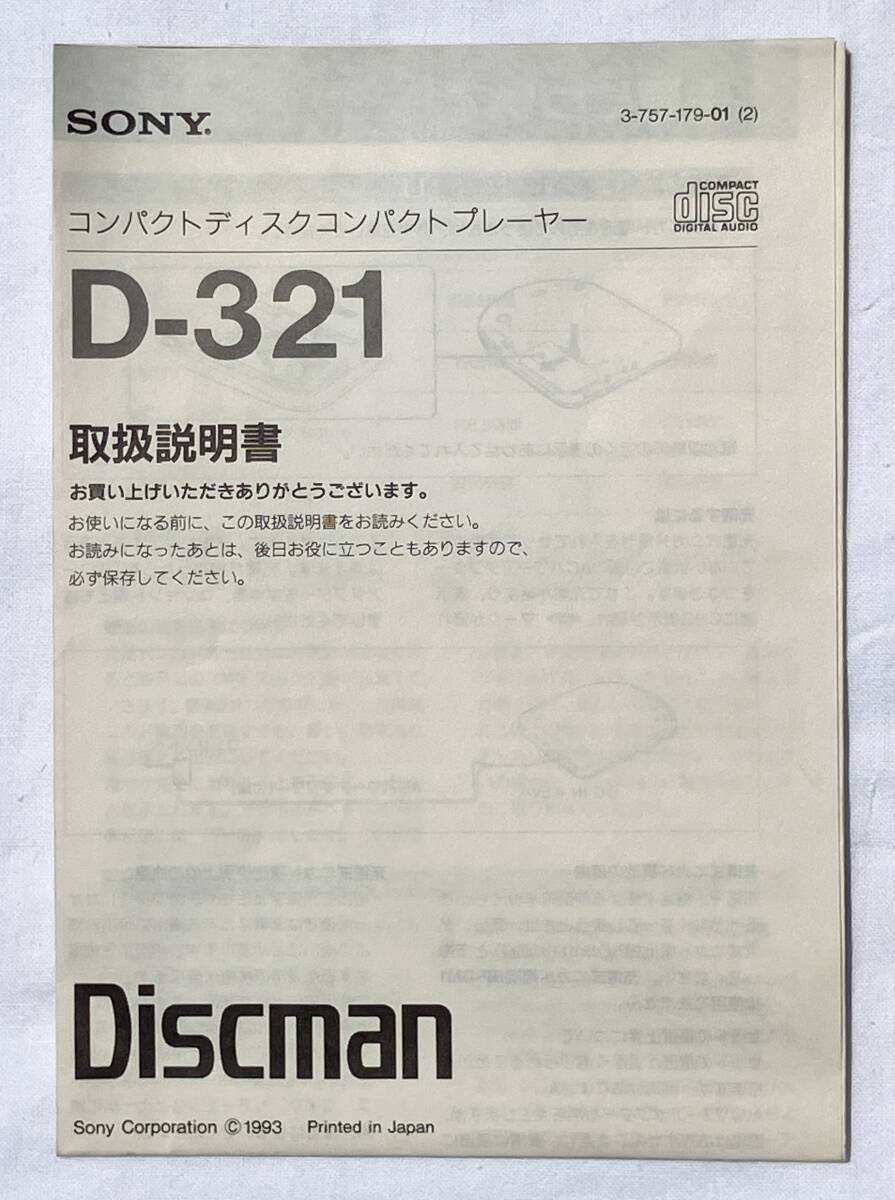 SONY®
3-757-179-01 (2)
コンパクトディスクコンパクトプレーヤー
COMPACT
disc
DIGITAL AUDIO
D-321
取扱説明書
お買い上げいただきありがとうございます。
お使いになる前に、この取扱説明書をお読みください。
お読みになったあとは、後日お役に立つこともありますので、
必ず保存してください。
Discman
Sony Corporation ©1993 Printed in Japan